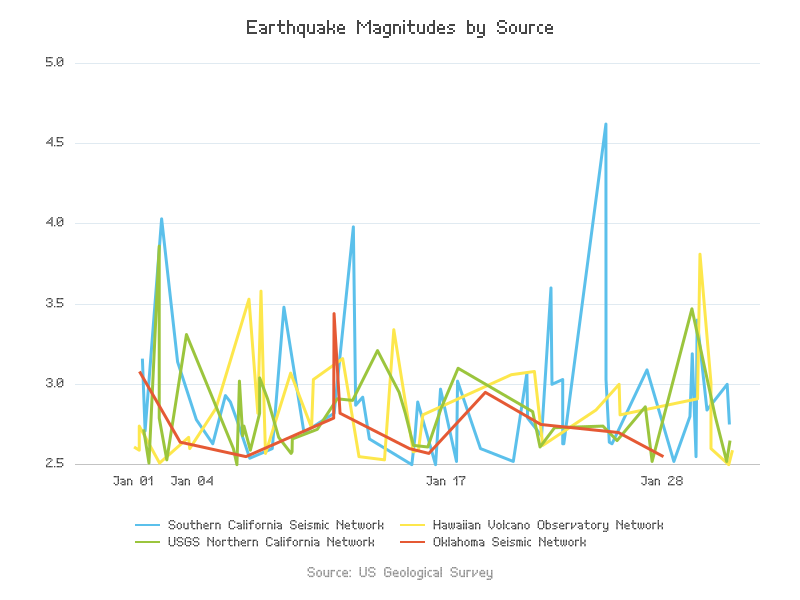 Earthquake Magnitudes by Source
5.0
4.5
4.0
3.5
3.0
2.5
Jan 01 Jan 04 Jan 17 Jan 28
Southern California Seismic Network Hawaiian Volcano Observatory Network
USGS Northern California Network Oklahoma Seismic Network
Source: US Geological Survey